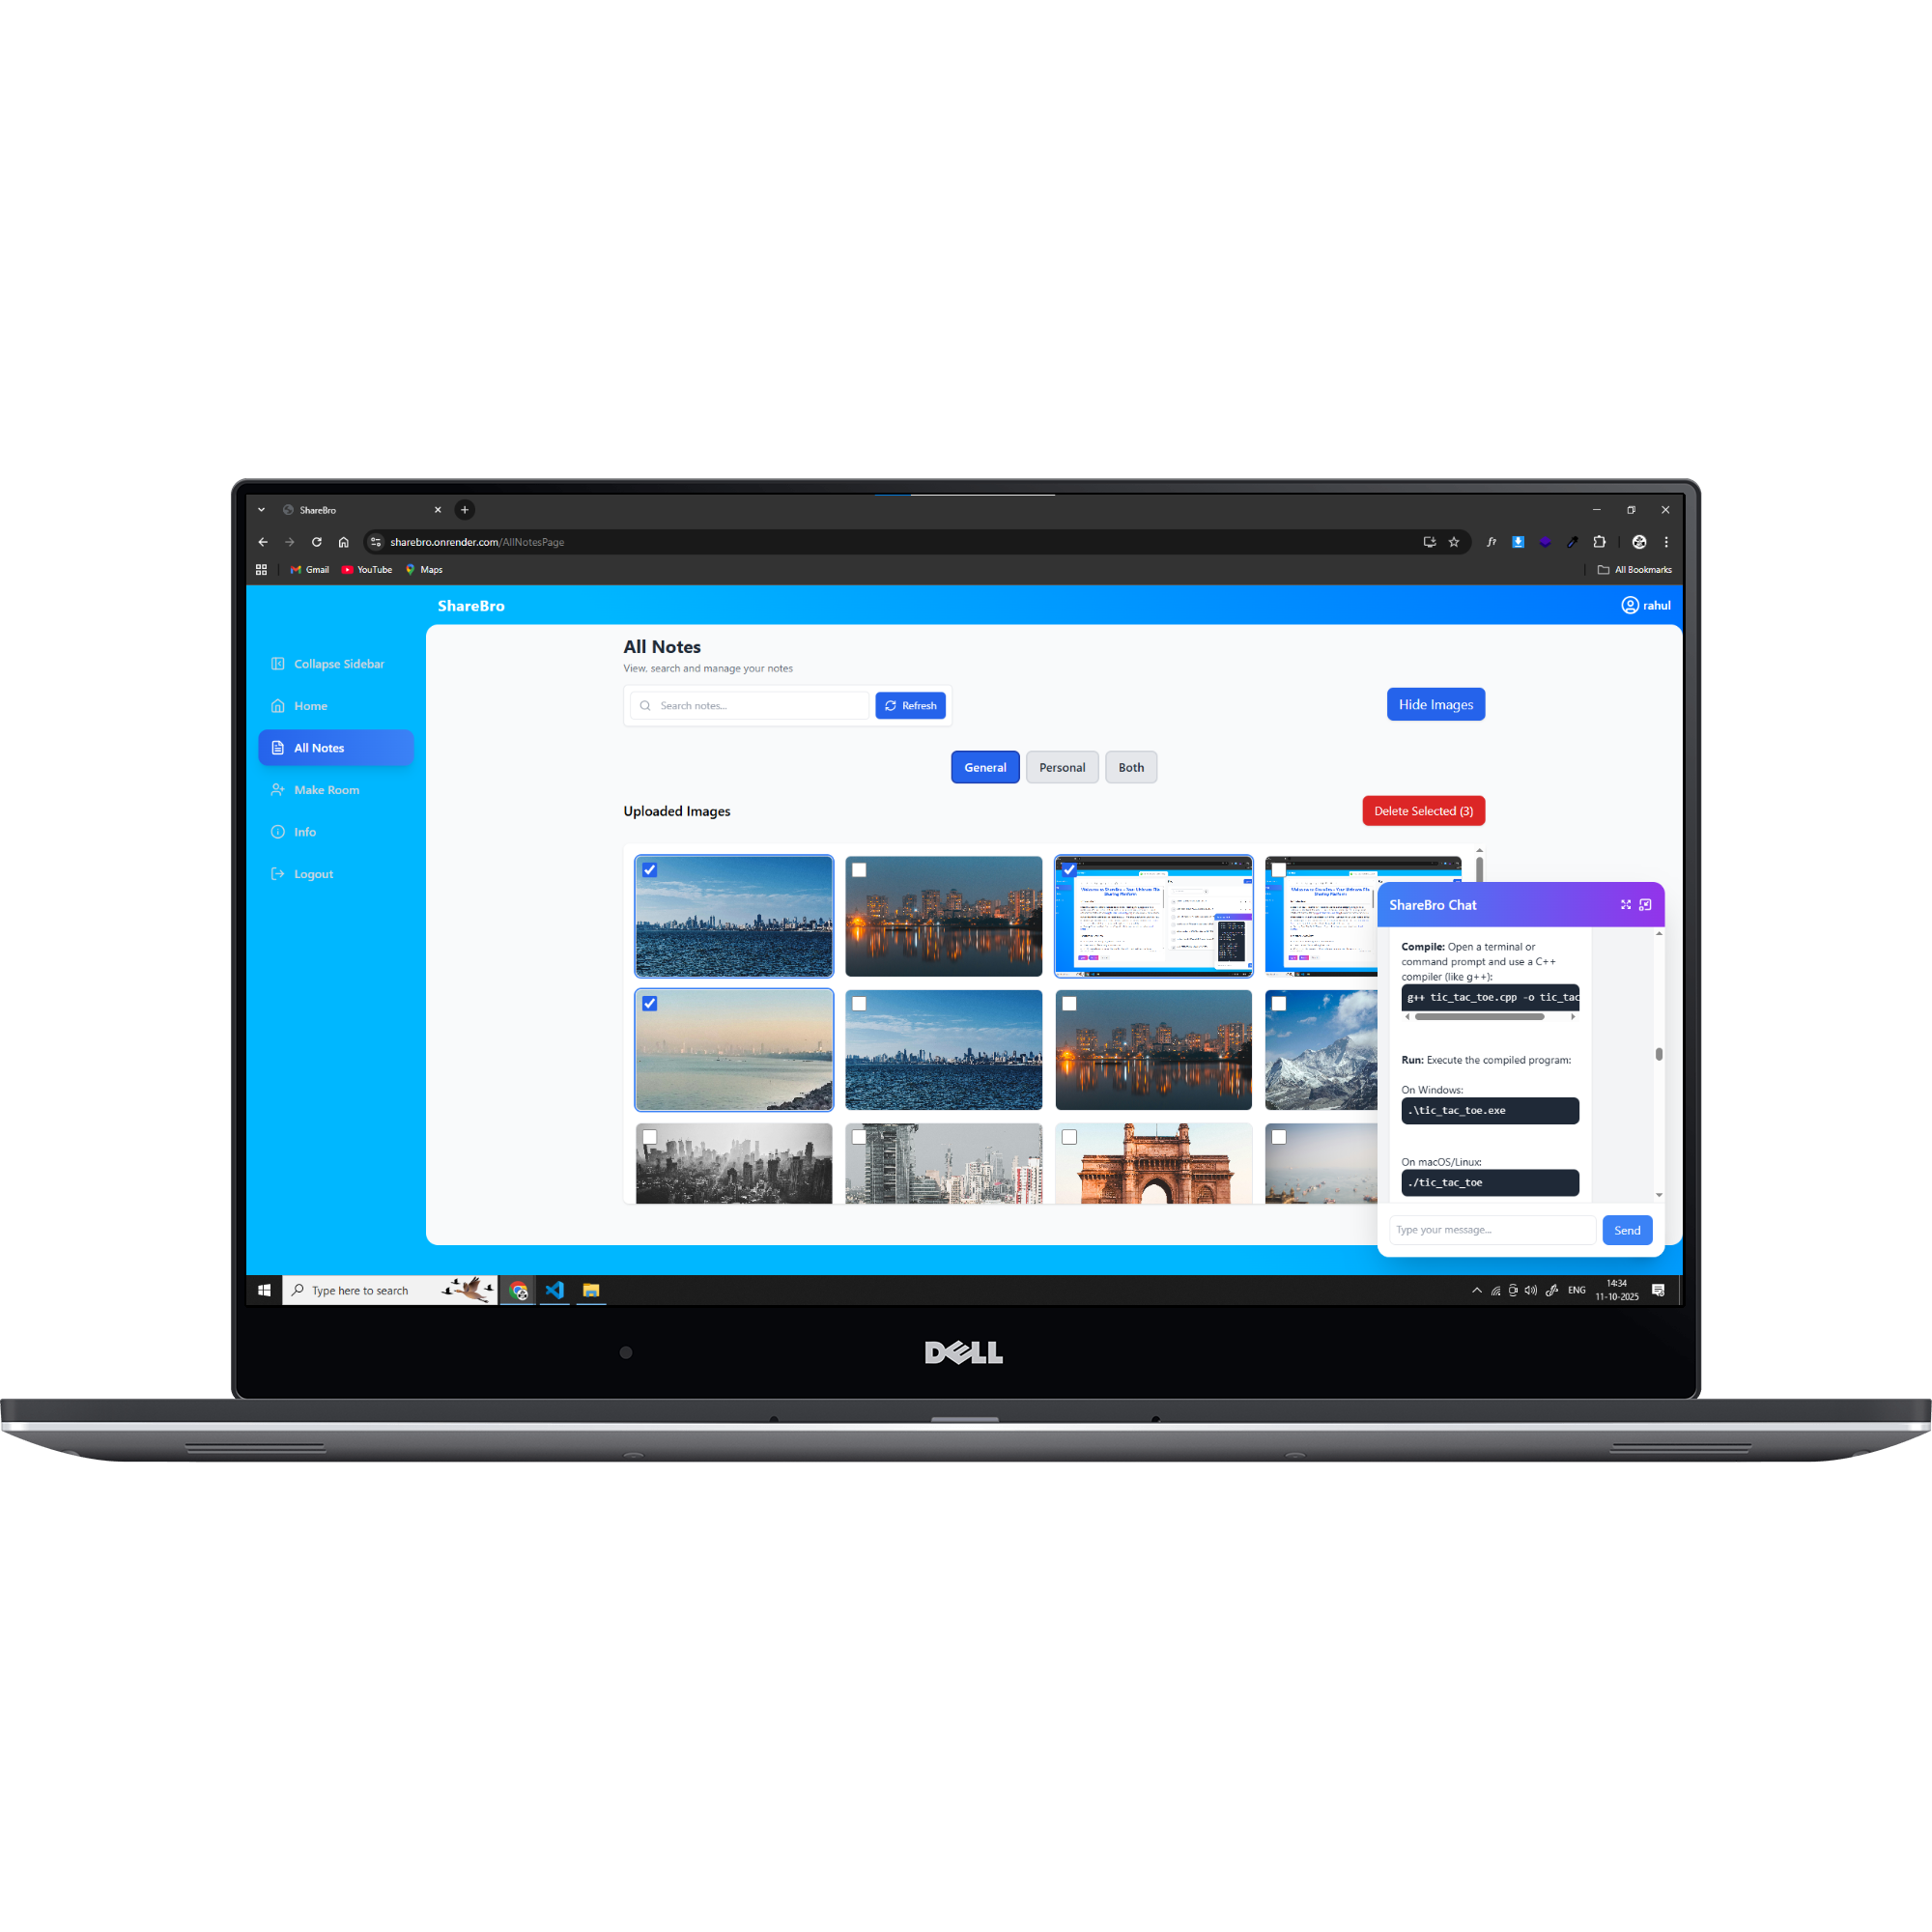 ShareBro
sharebro.onrender.com/AllNotesPage
Gmail
YouTube
Maps
All Bookmarks
ShareBro
rahul
Collapse Sidebar
Home
All Notes
Make Room
Info
Logout
All Notes
View, search and manage your notes
Search notes...
Refresh
Hide Images
General
Personal
Both
Uploaded Images
Delete Selected (3)
ShareBro Chat
Compile: Open a terminal or
command prompt and use a C++
compiler (like g++):
g++ tic_tac_toe.cpp -o tic_tac
Run: Execute the compiled program:
On Windows:
.\tic_tac_toe.exe
On macOS/Linux:
./tic_tac_toe
Type your message...
Send
Type here to search
ENG
14:34
11-10-2025
DELL